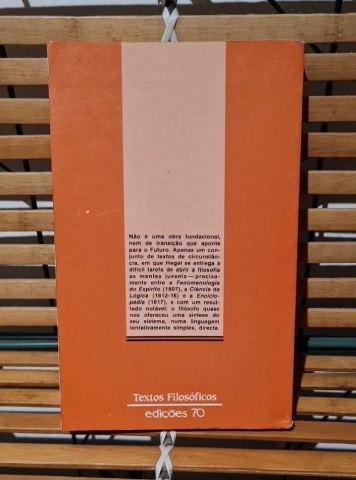 Não é uma obra fundacional,
nem de transição que aponte
para o Futuro. Apenas um con-
junto de textos de circunstân-
cia, em que Hegel se entrega à
difícil tarefa de abrir à filosofia
as mentes juvenis — precisa-
mente entre a Fenomenologia
do Espírito (1807), a Ciência da
Lógica (1812-16) e a Enciclo-
pédia (1817), e com um resul-
tado notável: o filósofo quase
nos ofereceu uma síntese do
seu sistema, numa linguagem
tentativamente simples, directa.
Textos Filosóficos
edições 70